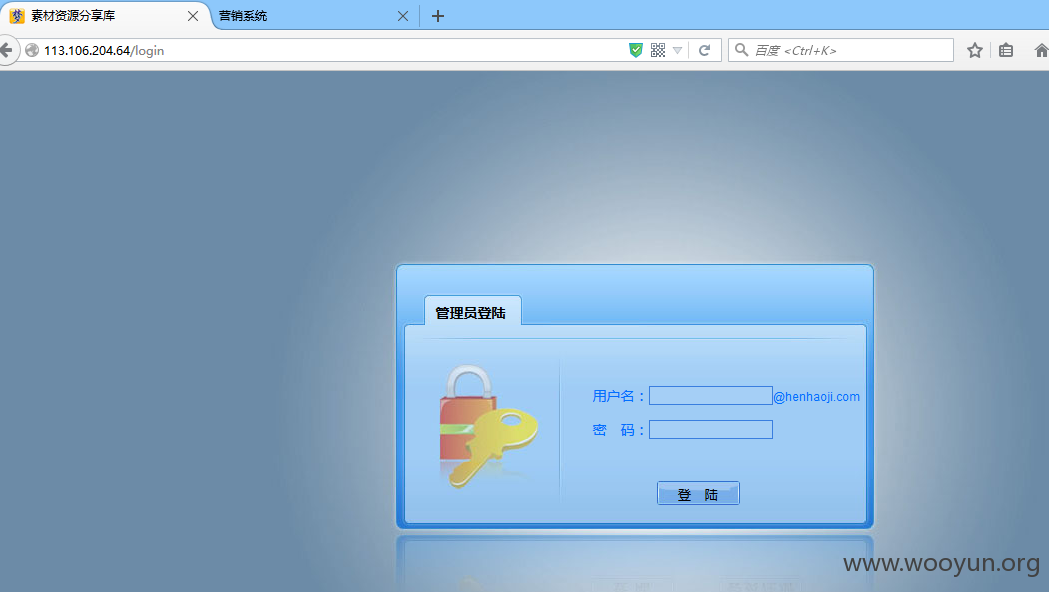 素材资源分享库
营销系统
113.106.204.64/login
百度 <Ctrl+K>
管理员登陆
用户名：
@henhaoji.com
密 码：
登 陆
www.wooyun.org